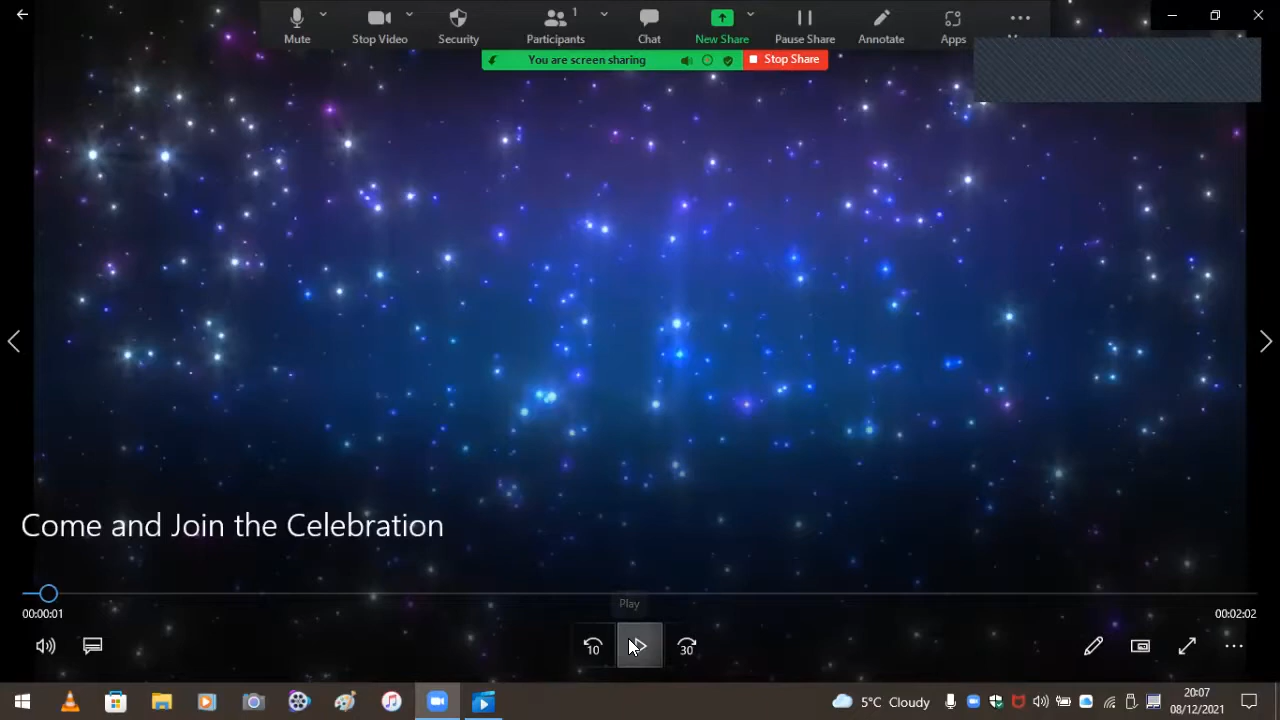 Mute
Stop Video
Security
Participants
1
Chat
New Share
Pause Share
Annotate
Apps
You are screen sharing
Stop Share
Come and Join the Celebration
00:00:01
00:02:02
Play
10
30
5°C Cloudy
20:07
08/12/2021